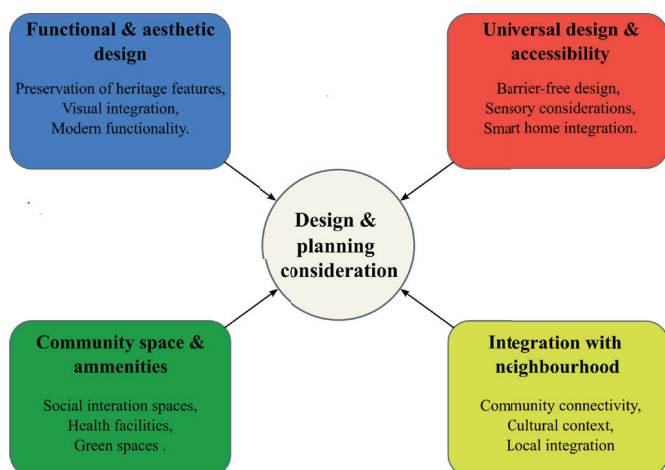 Functional & aesthetic
design
Preservation of heritage features,
Visual integration,
Modern functionality.
Universal design &
accessibility
Barrier-free design,
Sensory considerations,
Smart home integration.
Design &
planning
consideration
Community space &
ammenities
Social interation spaces,
Health facilities,
Green spaces .
Integration with
neighbourhood
Community connectivity,
Cultural context,
Local integration